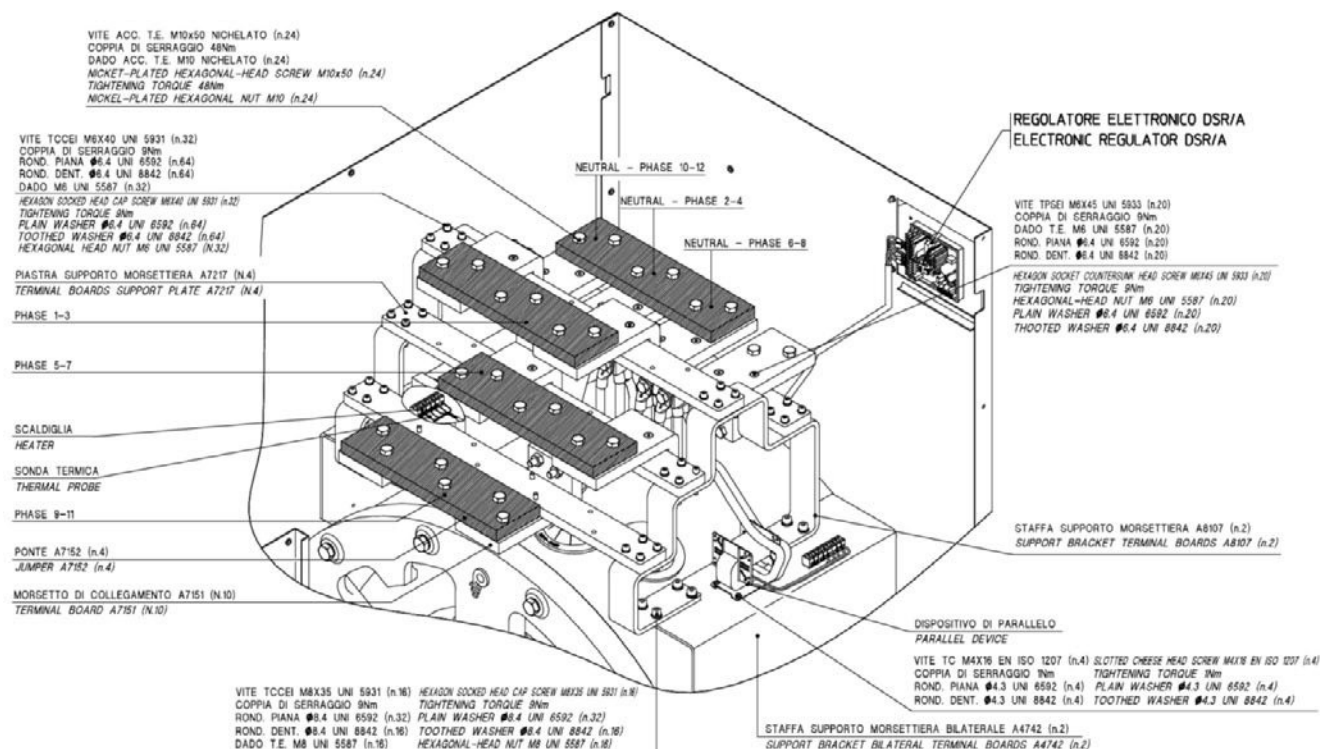 VITE ACC. T.E. M10x50 NICHELATO (n.24)
COPPIA DI SERRAGGIO 48Nm
DADO ACC. T.E. M10 NICHELATO (n.24)
NICKET-PLATED HEXAGONAL-HEAD SCREW M10x50 (n.24)
TIGHTENING TORQUE 48Nm
NICKEL-PLATED HEXAGONAL NUT M10 (n.24)
VITE TCCEI M6X40 UNI 5931 (n.32)
COPPIA DI SERRAGGIO 9Nm
ROND. PIANA Ø6.4 UNI 6592 (n.64)
ROND. DENT. Ø6.4 UNI 8842 (n.64)
DADO M6 UNI 5587 (n.32)
HEXAGON SOCKED HEAD CAP SCREW M6X40 UNI 5931 (n.32)
TIGHTENING TORQUE 9Nm
PLAIN WASHER Ø6.4 UNI 6592 (n.64)
TOOTHED WASHER Ø6.4 UNI 8842 (n.64)
HEXAGONAL HEAD NUT M6 UNI 5587 (N.32)
PIASTRA SUPPORTO MORSETTIERA A7217 (N.4)
TERMINAL BOARDS SUPPORT PLATE A7217 (N.4)
PHASE 1-3
PHASE 5-7
SCALDIGLIA
HEATER
SONDA TERMICA
THERMAL PROBE
PHASE 9-11
PONTE A7152 (n.4)
JUMPER A7152 (n.4)
MORSETTO DI COLLEGAMENTO A7151 (N.10)
TERMINAL BOARD A7151 (N.10)
NEUTRAL - PHASE 10-12
NEUTRAL - PHASE 2-4
NEUTRAL - PHASE 6-8
REGOLATORE ELETTRONICO DSR/A
ELECTRONIC REGULATOR DSR/A
VITE TPSEI M6X45 UNI 5933 (n.20)
COPPIA DI SERRAGGIO 9Nm
DADO T.E. M6 UNI 5587 (n.20)
ROND. PIANA Ø6.4 UNI 6592 (n.20)
ROND. DENT. Ø6.4 UNI 8842 (n.20)
HEXAGON SOCKET COUNTERSUNK HEAD SCREW M6X45 UNI 5933 (n.20)
TIGHTENING TORQUE 9Nm
HEXAGONAL-HEAD NUT M6 UNI 5587 (n.20)
PLAIN WASHER Ø6.4 UNI 6592 (n.20)
THOOTED WASHER Ø6.4 UNI 8842 (n.20)
STAFFA SUPPORTO MORSETTIERA A8107 (n.2)
SUPPORT BRACKET TERMINAL BOARDS A8107 (n.2)
DISPOSITIVO DI PARALLELO
PARALLEL DEVICE
VITE TC M4X16 EN ISO 1207 (n.4) SLOTTED CHEESE HEAD SCREW M4X16 EN ISO 1207 (n.4)
COPPIA DI SERRAGGIO 1Nm TIGHTENING TORQUE 1Nm
ROND. PIANA Ø4.3 UNI 6592 (n.4) PLAIN WASHER Ø4.3 UNI 6592 (n.4)
ROND. DENT. Ø4.3 UNI 8842 (n.4) TOOTHED WASHER Ø4.3 UNI 8842 (n.4)
VITE TCCEI M8X35 UNI 5931 (n.16) HEXAGON SOCKED HEAD CAP SCREW M8X35 UNI 5931 (n.16)
COPPIA DI SERRAGGIO 9Nm TIGHTENING TORQUE 9Nm
ROND. PIANA Ø8.4 UNI 6592 (n.32) PLAIN WASHER Ø8.4 UNI 6592 (n.32)
ROND. DENT. Ø8.4 UNI 8842 (n.16) TOOTHED WASHER Ø8.4 UNI 8842 (n.16)
DADO T.E. M8 UNI 5587 (n.16) HEXAGONAL-HEAD NUT M8 UNI 5587 (n.16)
STAFFA SUPPORTO MORSETTIERA BILATERALE A4742 (n.2)
SUPPORT BRACKET BILATERAL TERMINAL BOARDS A4742 (n.2)